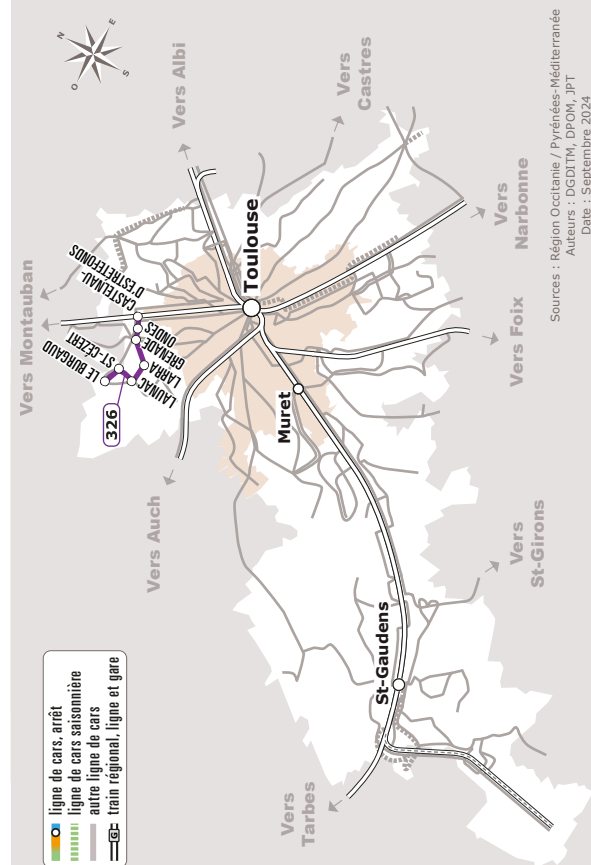 ligne de cars, arrêt
ligne de cars saisonnière
autre ligne de cars
G
train régional, ligne et gare
N
E
S
O
Vers Montauban
Vers Albi
Vers
Castres
Vers
Narbonne
Vers Foix
Vers
St-Girons
Vers
Tarbes
Vers Auch
326
LE BURGAUD
ST-CÉZERT
LAUNAC
LARRA
GRENADE
ONDES
CASTELNAU-
D'ESTRETEFONDS
Toulouse
Muret
St-Gaudens
Sources : Région Occitanie / Pyrénées-Méditerranée
Auteurs : DGDITM, DPOM, JPT
Date : Septembre 2024